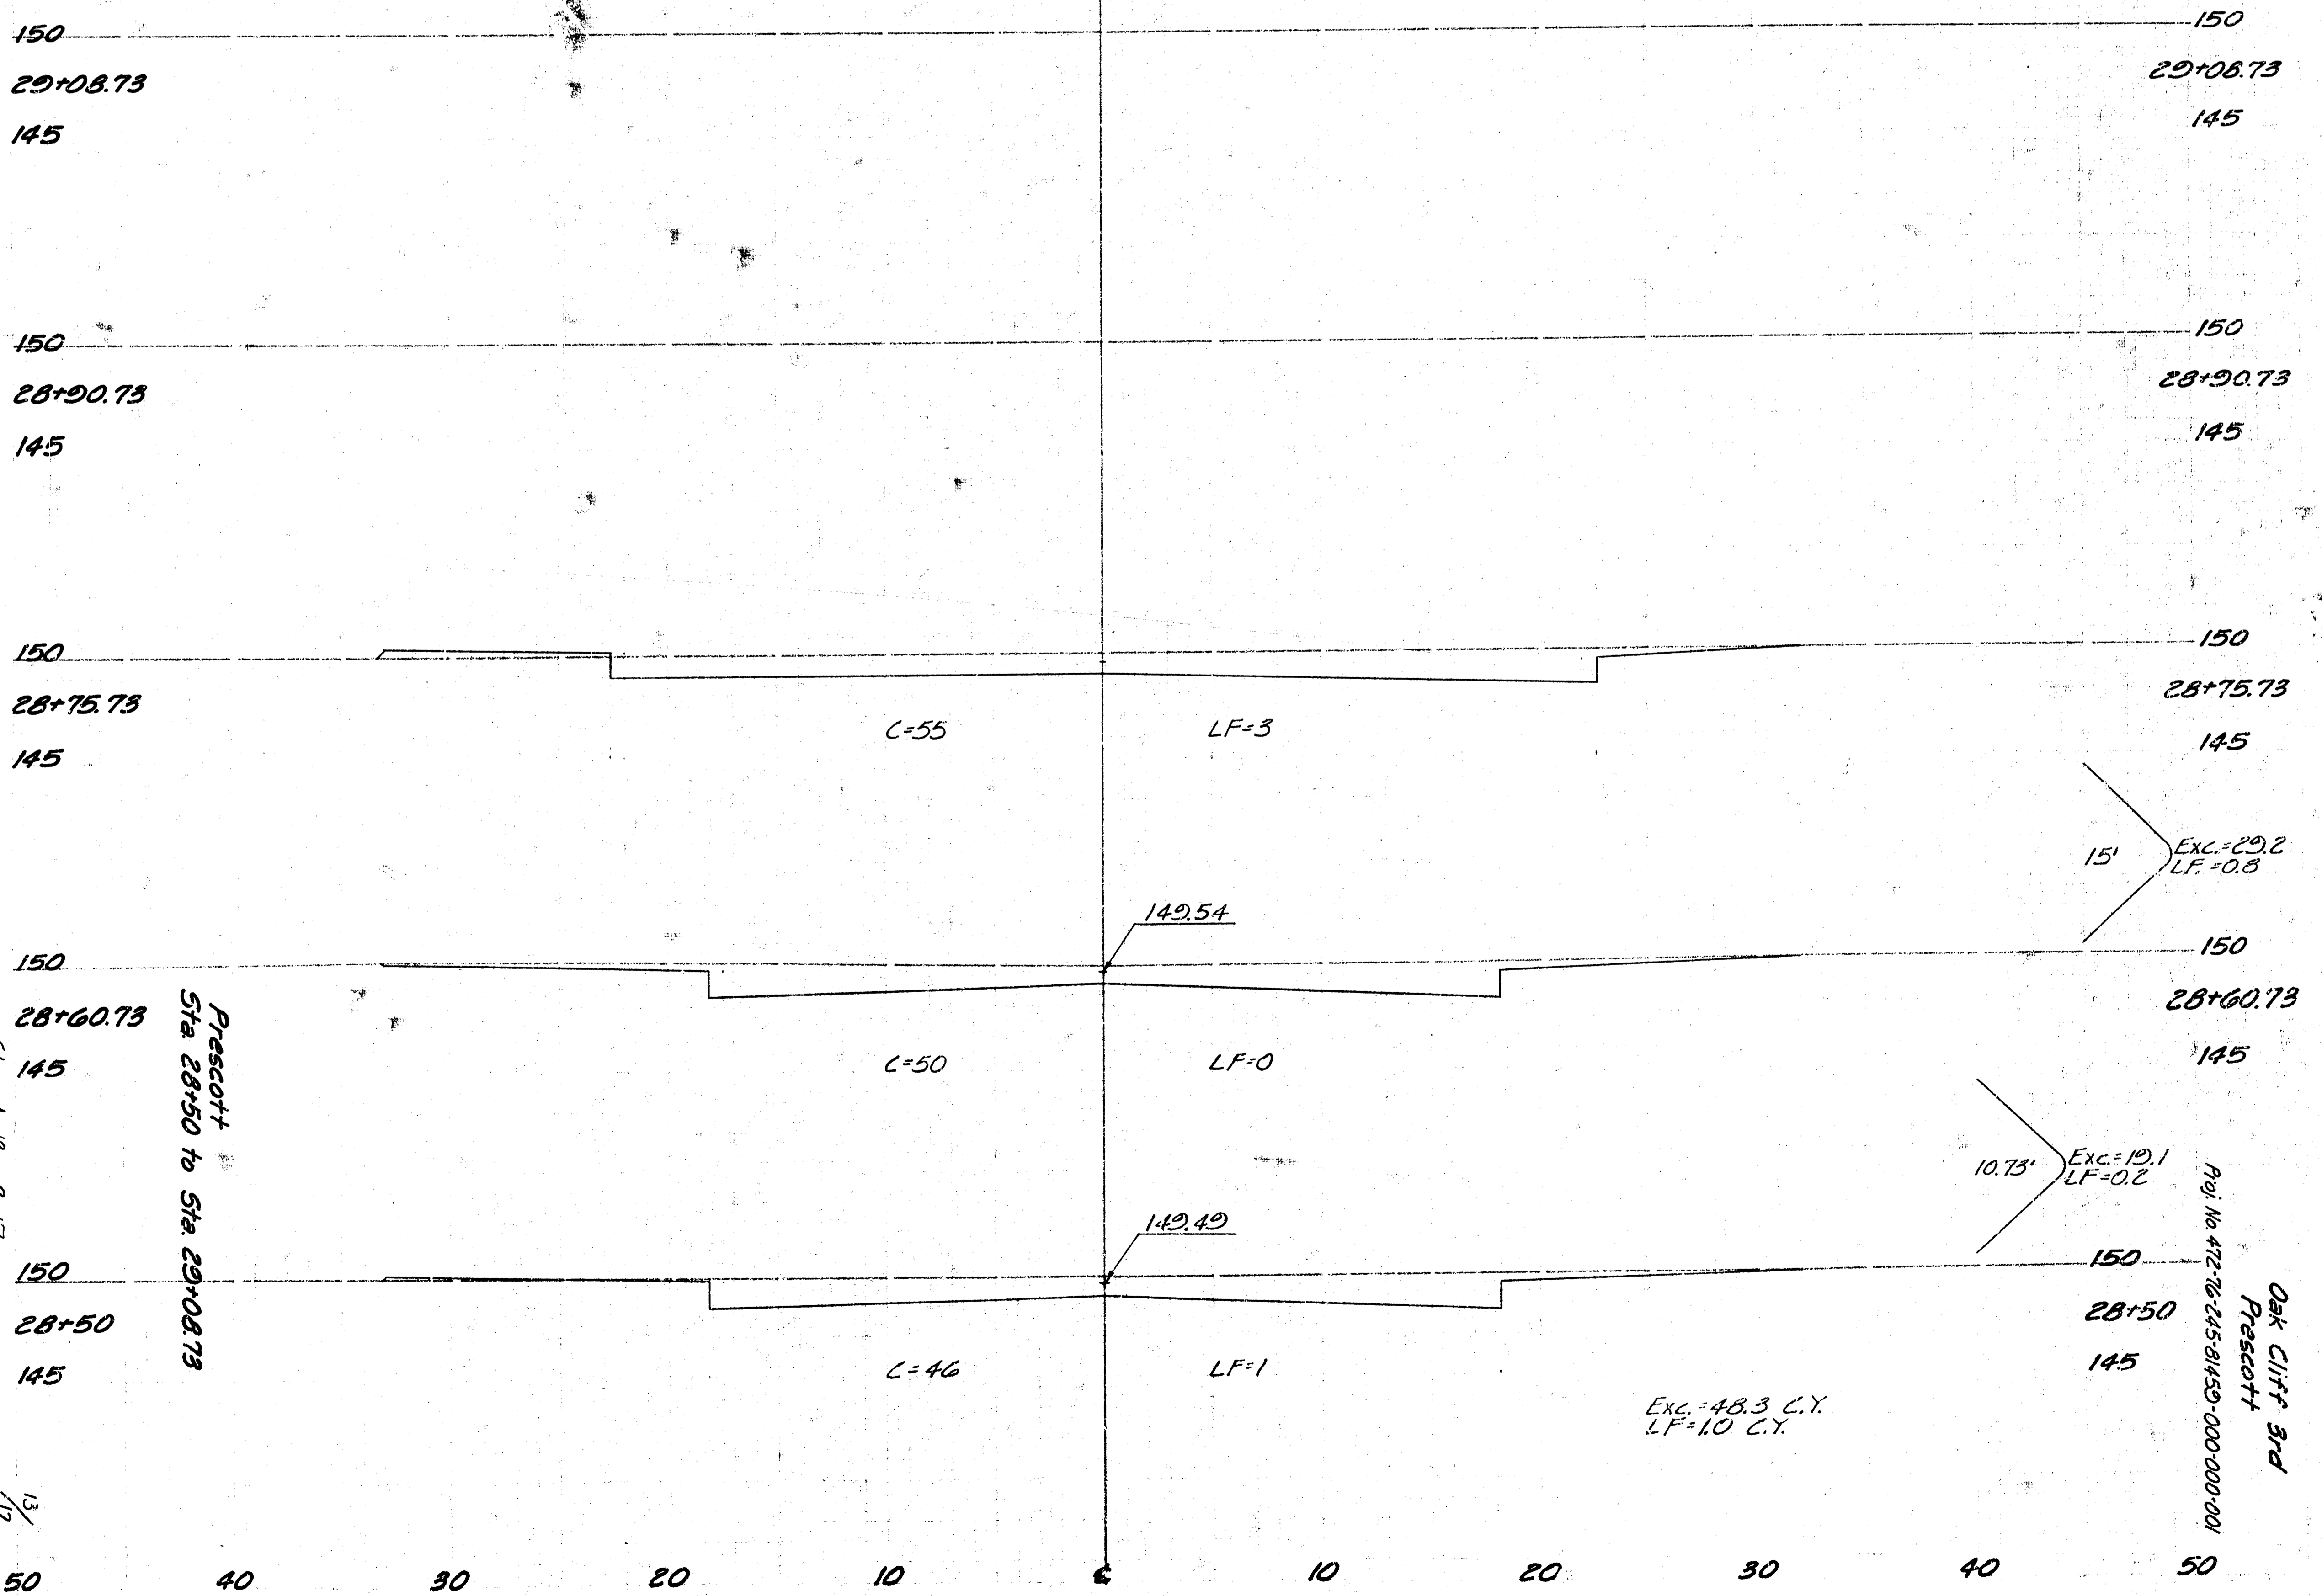 150 150
29+08.73 29+08.73
145 145
150 150
28+90.73 28+90.73
145 145
150 150
28+75.73 28+75.73
C=55 LF=3
145 145
15' Exc.=29.2
LF.=0.8
149.54
150 150
28+60.73 28+60.73
145 C=50 LF=0 145
10.73' Exc.=19.1
LF=0.2
149.49
150 150
28+50 28+50
145 C=46 LF=1 145
Exc.=48.3 C.Y.
LF=1.0 C.Y.
Prescott
Sta. 28+50 to Sta. 29+08.73
Oak Cliff 3rd
Prescott
Proj. No. 472-76-245-81459-000-000-001
13/17
50 40 30 20 10 ℄ 10 20 30 40 50